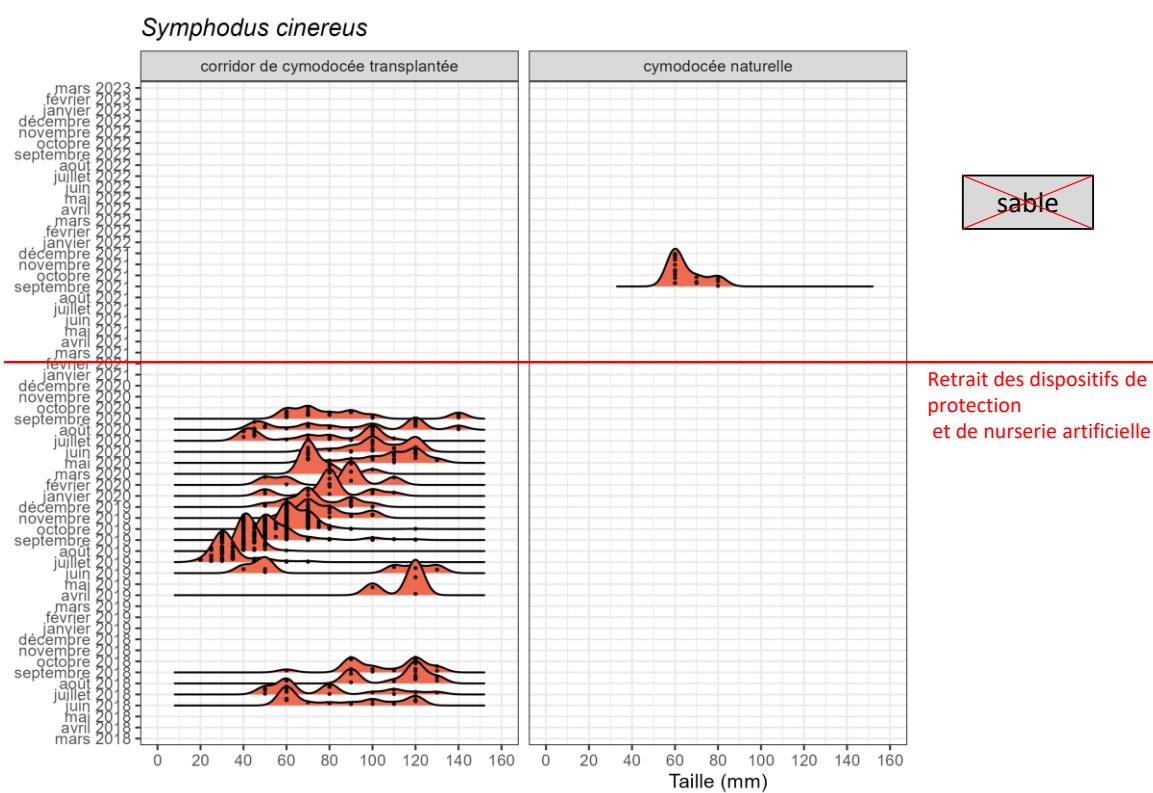 Symphodus cinereus
corridor de cymodocée transplantée
cymodocée naturelle
mars 2023
février 2023
janvier 2023
décembre 2022
novembre 2022
octobre 2022
septembre 2022
août 2022
juillet 2022
juin 2022
mai 2022
avril 2022
mars 2022
février 2022
janvier 2022
décembre 2021
novembre 2021
octobre 2021
septembre 2021
août 2021
juillet 2021
juin 2021
mai 2021
avril 2021
mars 2021
février 2021
janvier 2021
décembre 2020
novembre 2020
octobre 2020
septembre 2020
août 2020
juillet 2020
juin 2020
mai 2020
mars 2020
février 2020
janvier 2020
décembre 2019
novembre 2019
octobre 2019
septembre 2019
août 2019
juillet 2019
juin 2019
mai 2019
avril 2019
mars 2019
février 2019
janvier 2019
décembre 2018
novembre 2018
octobre 2018
septembre 2018
août 2018
juillet 2018
juin 2018
mai 2018
avril 2018
mars 2018
0 20 40 60 80 100 120 140 160
0 20 40 60 80 100 120 140 160
Taille (mm)
sable
Retrait des dispositifs de
protection
et de nurserie artificielle